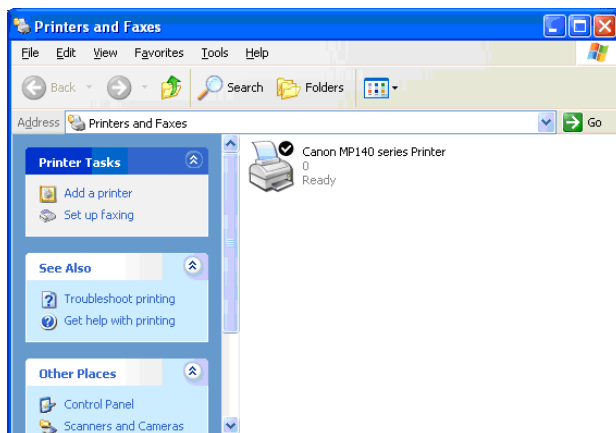 Printers and Faxes
File Edit View Favorites Tools Help
Back Search Folders
Address Printers and Faxes Go
Printer Tasks
Add a printer
Set up faxing
See Also
Troubleshoot printing
Get help with printing
Other Places
Control Panel
Scanners and Cameras
Canon MP140 series Printer
0
Ready